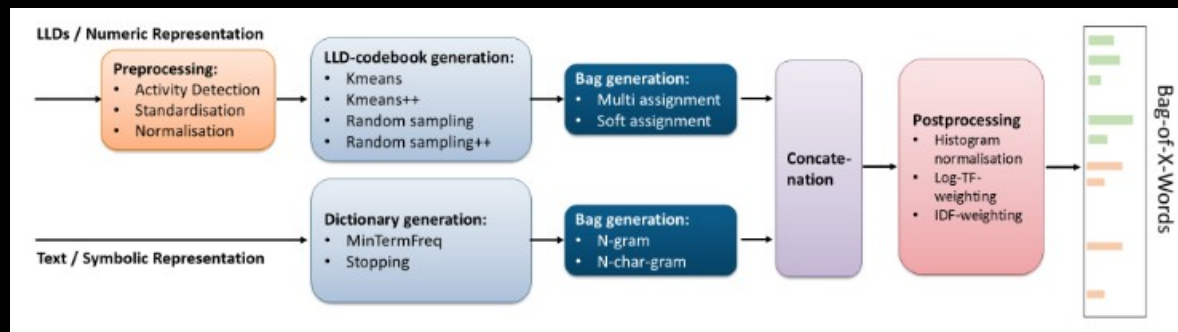 LLDs / Numeric Representation
Preprocessing:
• Activity Detection
• Standardisation
• Normalisation
LLD-codebook generation:
• Kmeans
• Kmeans++
• Random sampling
• Random sampling++
Bag generation:
• Multi assignment
• Soft assignment
Text / Symbolic Representation
Dictionary generation:
• MinTermFreq
• Stopping
Bag generation:
• N-gram
• N-char-gram
Concate-
nation
Postprocessing
• Histogram
normalisation
• Log-TF-
weighting
• IDF-weighting
Bag-of-X-Words